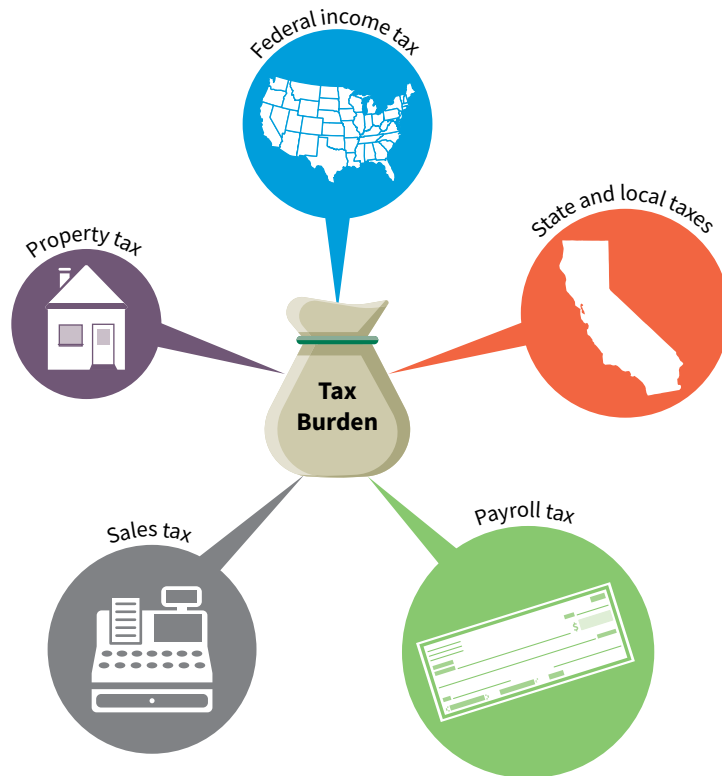 Federal income tax
State and local taxes
Property tax
Tax
Burden
Sales tax
Payroll tax
$